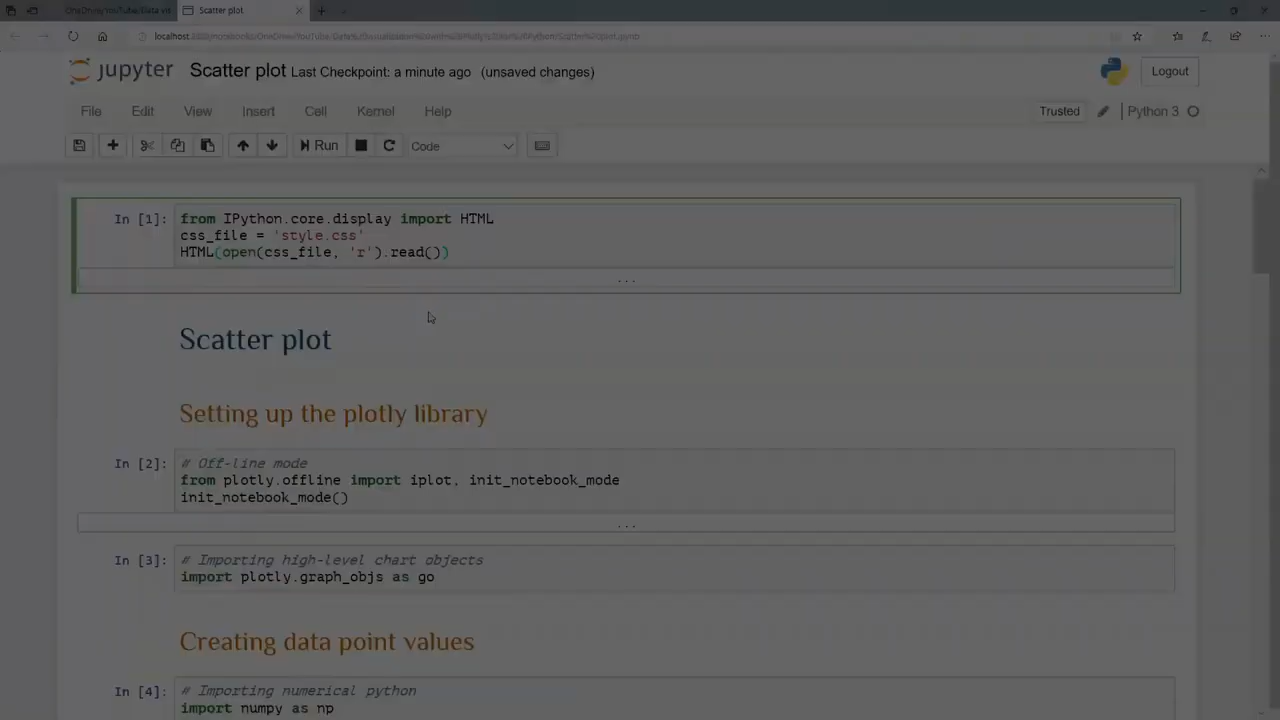 OneDrive/YouTube/Data vis
Scatter plot
jupyter Scatter plot Last Checkpoint: a minute ago (unsaved changes)
Logout
File Edit View Insert Cell Kernel Help
Trusted
Python 3
Run
Code
In [1]:
from IPython.core.display import HTML
css_file = 'style.css'
HTML(open(css_file, 'r').read())
...
Scatter plot
Setting up the plotly library
In [2]:
# Off-line mode
from plotly.offline import iplot, init_notebook_mode
init_notebook_mode()
...
In [3]:
# Importing high-level chart objects
import plotly.graph_objs as go
Creating data point values
In [4]:
# Importing numerical python
import numpy as np